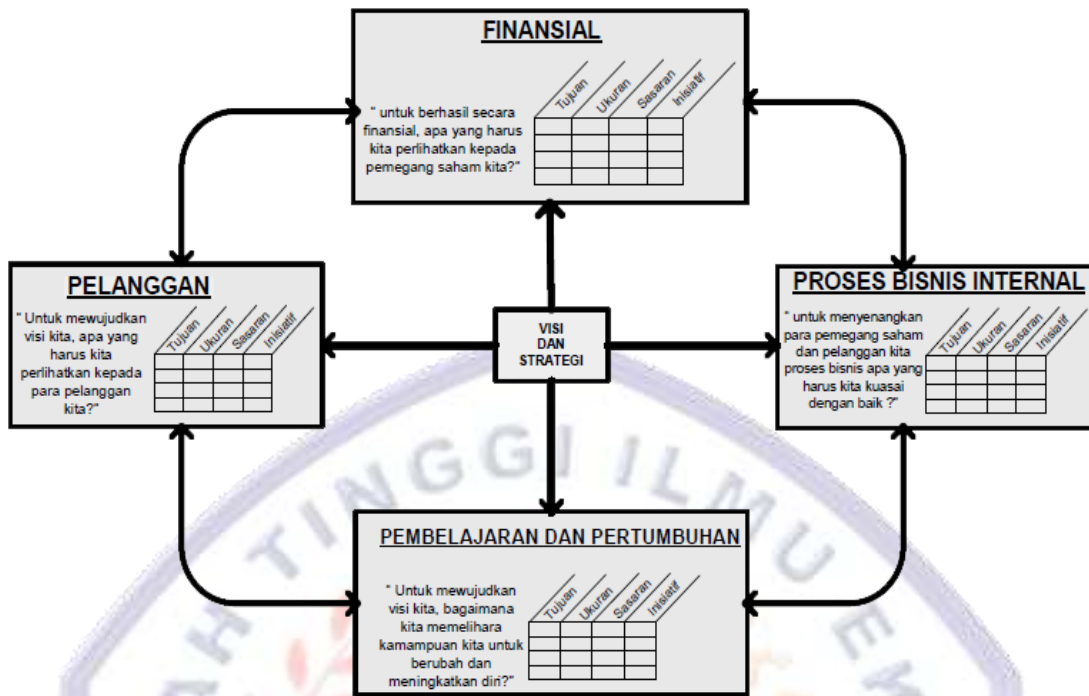 FINANSIAL
" untuk berhasil secara
finansial, apa yang harus
kita perlihatkan kepada
pemegang saham kita?"
Tujuan
Ukuran
Sasaran
Inisiatif
PELANGGAN
" Untuk mewujudkan
visi kita, apa yang
harus kita
perlihatkan kepada
para pelanggan
kita?"
Tujuan
Ukuran
Sasaran
Inisiatif
VISI
DAN
STRATEGI
PROSES BISNIS INTERNAL
" untuk menyenangkan
para pemegang saham
dan pelanggan kita
proses bisnis apa yang
harus kita kuasai
dengan baik ?"
Tujuan
Ukuran
Sasaran
Inisiatif
PEMBELAJARAN DAN PERTUMBUHAN
" Untuk mewujudkan
visi kita, bagaimana
kita memelihara
kamampuan kita untuk
berubah dan
meningkatkan diri?"
Tujuan
Ukuran
Sasaran
Inisiatif
TINGGI ILMU